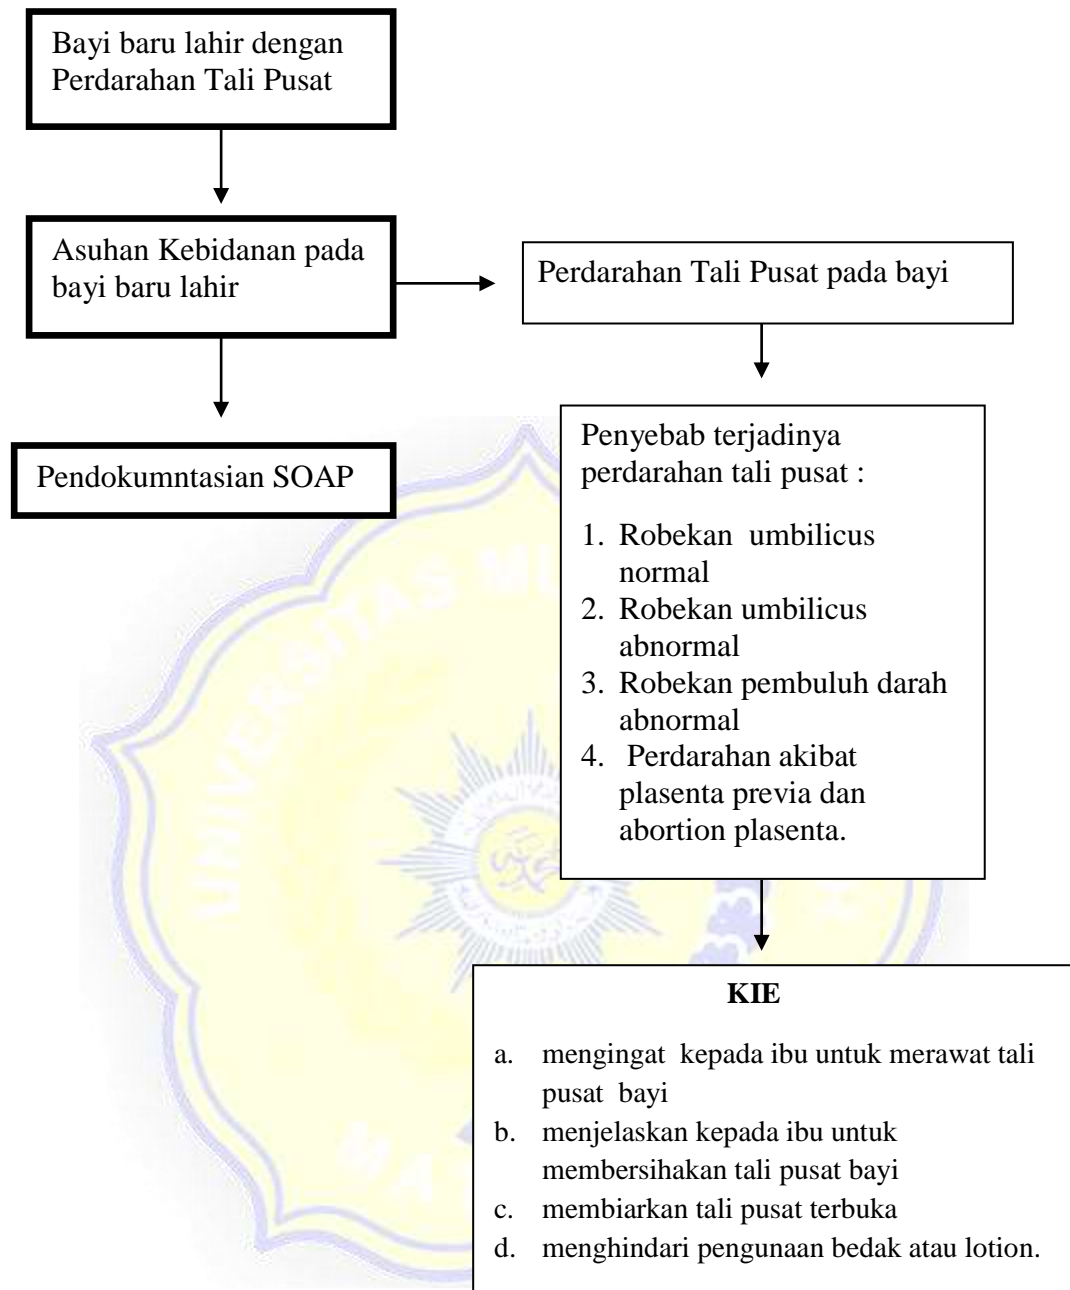 Bayi baru lahir dengan
Perdarahan Tali Pusat
Asuhan Kebidanan pada
bayi baru lahir
Perdarahan Tali Pusat pada bayi
Pendokumntasian SOAP
Penyebab terjadinya
perdarahan tali pusat :
1. Robekan umbilicus
normal
2. Robekan umbilicus
abnormal
3. Robekan pembuluh darah
abnormal
4. Perdarahan akibat
plasenta previa dan
abortion plasenta.
KIE
a. mengingat kepada ibu untuk merawat tali
pusat bayi
b. menjelaskan kepada ibu untuk
membersihakan tali pusat bayi
c. membiarkan tali pusat terbuka
d. menghindari pengunaan bedak atau lotion.
UNIVERSITAS MU